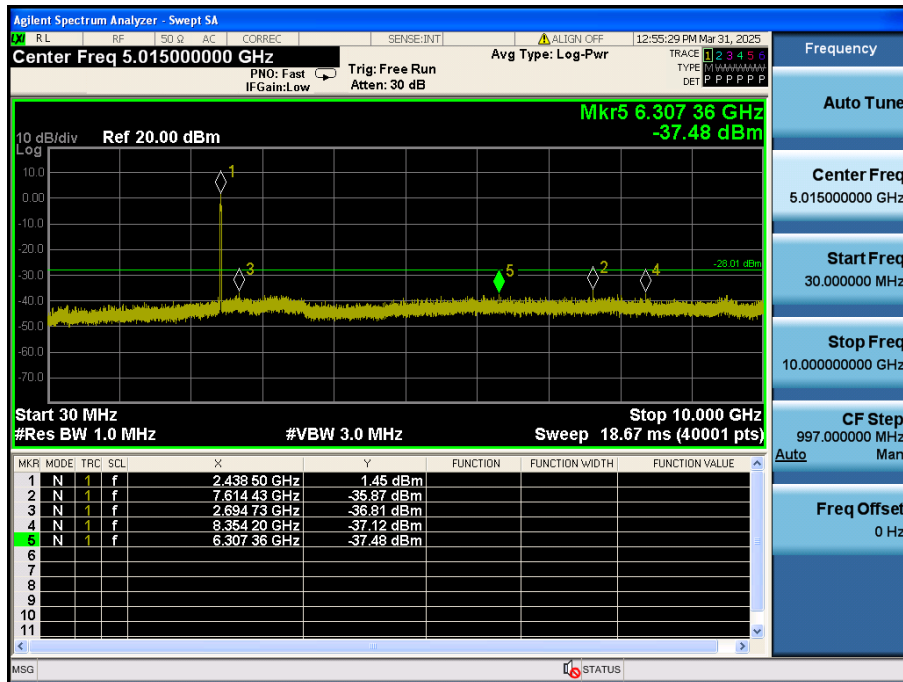 Agilent Spectrum Analyzer - Swept SA
LXI RL RF 50 Ω AC CORREC SENSE:INT ALIGN OFF 12:55:29 PM Mar 31, 2025
Center Freq 5.015000000 GHz
PNO: Fast
IFGain:Low
Trig: Free Run
Atten: 30 dB
Avg Type: Log-Pwr
TRACE 1 2 3 4 5 6
TYPE M WWWWW
DET P P P P P P
Mkr5 6.307 36 GHz
-37.48 dBm
10 dB/div Ref 20.00 dBm
Log
10.0
0.00
-10.0
-20.0
-30.0
-40.0
-50.0
-60.0
-70.0
1
3
5
2
4
-28.01 dBm
Start 30 MHz Stop 10.000 GHz
#Res BW 1.0 MHz #VBW 3.0 MHz Sweep 18.67 ms (40001 pts)
MKR MODE TRC SCL X Y FUNCTION FUNCTION WIDTH FUNCTION VALUE
1 N 1 f 2.438 50 GHz 1.45 dBm
2 N 1 f 7.614 43 GHz -35.87 dBm
3 N 1 f 2.694 73 GHz -36.81 dBm
4 N 1 f 8.354 20 GHz -37.12 dBm
5 N 1 f 6.307 36 GHz -37.48 dBm
6
7
8
9
10
11
MSG STATUS
Frequency
Auto Tune
Center Freq
5.015000000 GHz
Start Freq
30.000000 MHz
Stop Freq
10.000000000 GHz
CF Step
997.000000 MHz
Auto Man
Freq Offset
0 Hz